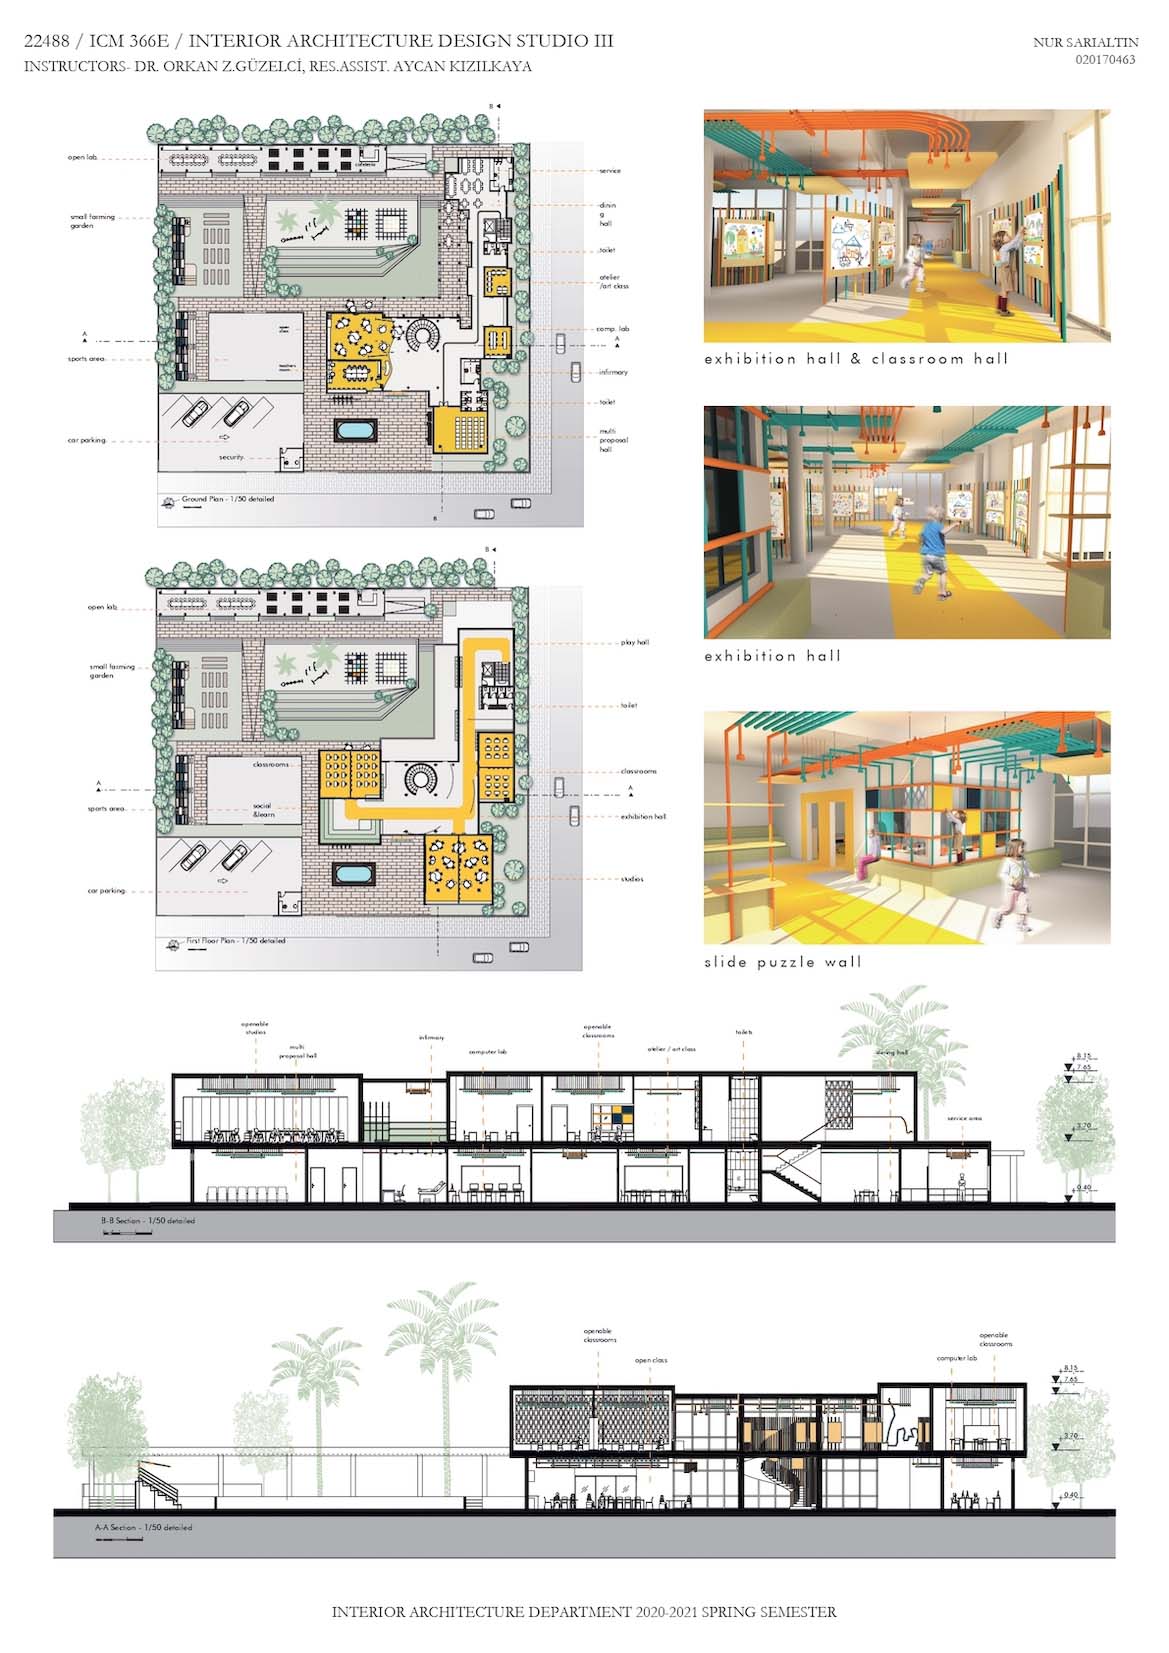 22488 / ICM 366E / INTERIOR ARCHITECTURE DESIGN STUDIO III
INSTRUCTORS- DR. ORKAN Z.GÜZELCİ, RES.ASSIST. AYCAN KIZILKAYA
NUR SARIALTIN
020170463
B
open lab
cafeteria
service
small farming
garden
dinin
g
hall
toilet
atelier
/art class
A
open
class
comp. lab
A
sports area
teachers
room
infirmary
toilet
car parking
security
multi
proposal
hall
Ground Plan - 1/50 detailed
B
exhibition hall & classroom hall
B
open lab
play hall
small farming
garden
toilet
classrooms
classrooms
A
A
sports area
social
&learn
exhibition hall
car parking
studios
First Floor Plan - 1/50 detailed
exhibition hall
slide puzzle wall
openable
studios
multi
proposal hall
infirmary
computer lab
openable
classrooms
atelier / art class
toilets
dining hall
service area
8.15
7.65
3.70
0.40
B-B Section - 1/50 detailed
openable
classrooms
open class
computer lab
openable
classrooms
8.15
7.65
3.70
0.40
A-A Section - 1/50 detailed
INTERIOR ARCHITECTURE DEPARTMENT 2020-2021 SPRING SEMESTER